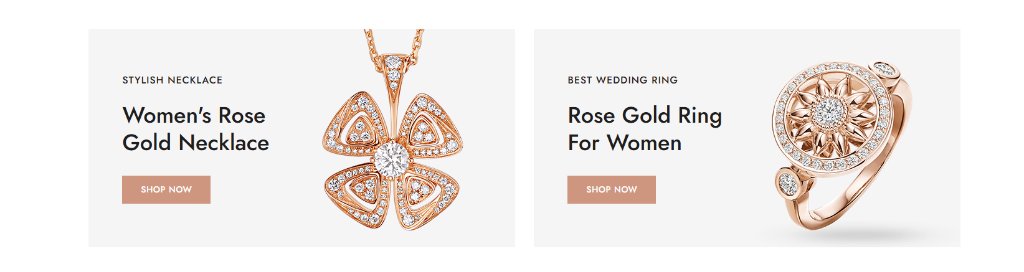 STYLISH NECKLACE
Women's Rose
Gold Necklace
SHOP NOW
BEST WEDDING RING
Rose Gold Ring
For Women
SHOP NOW